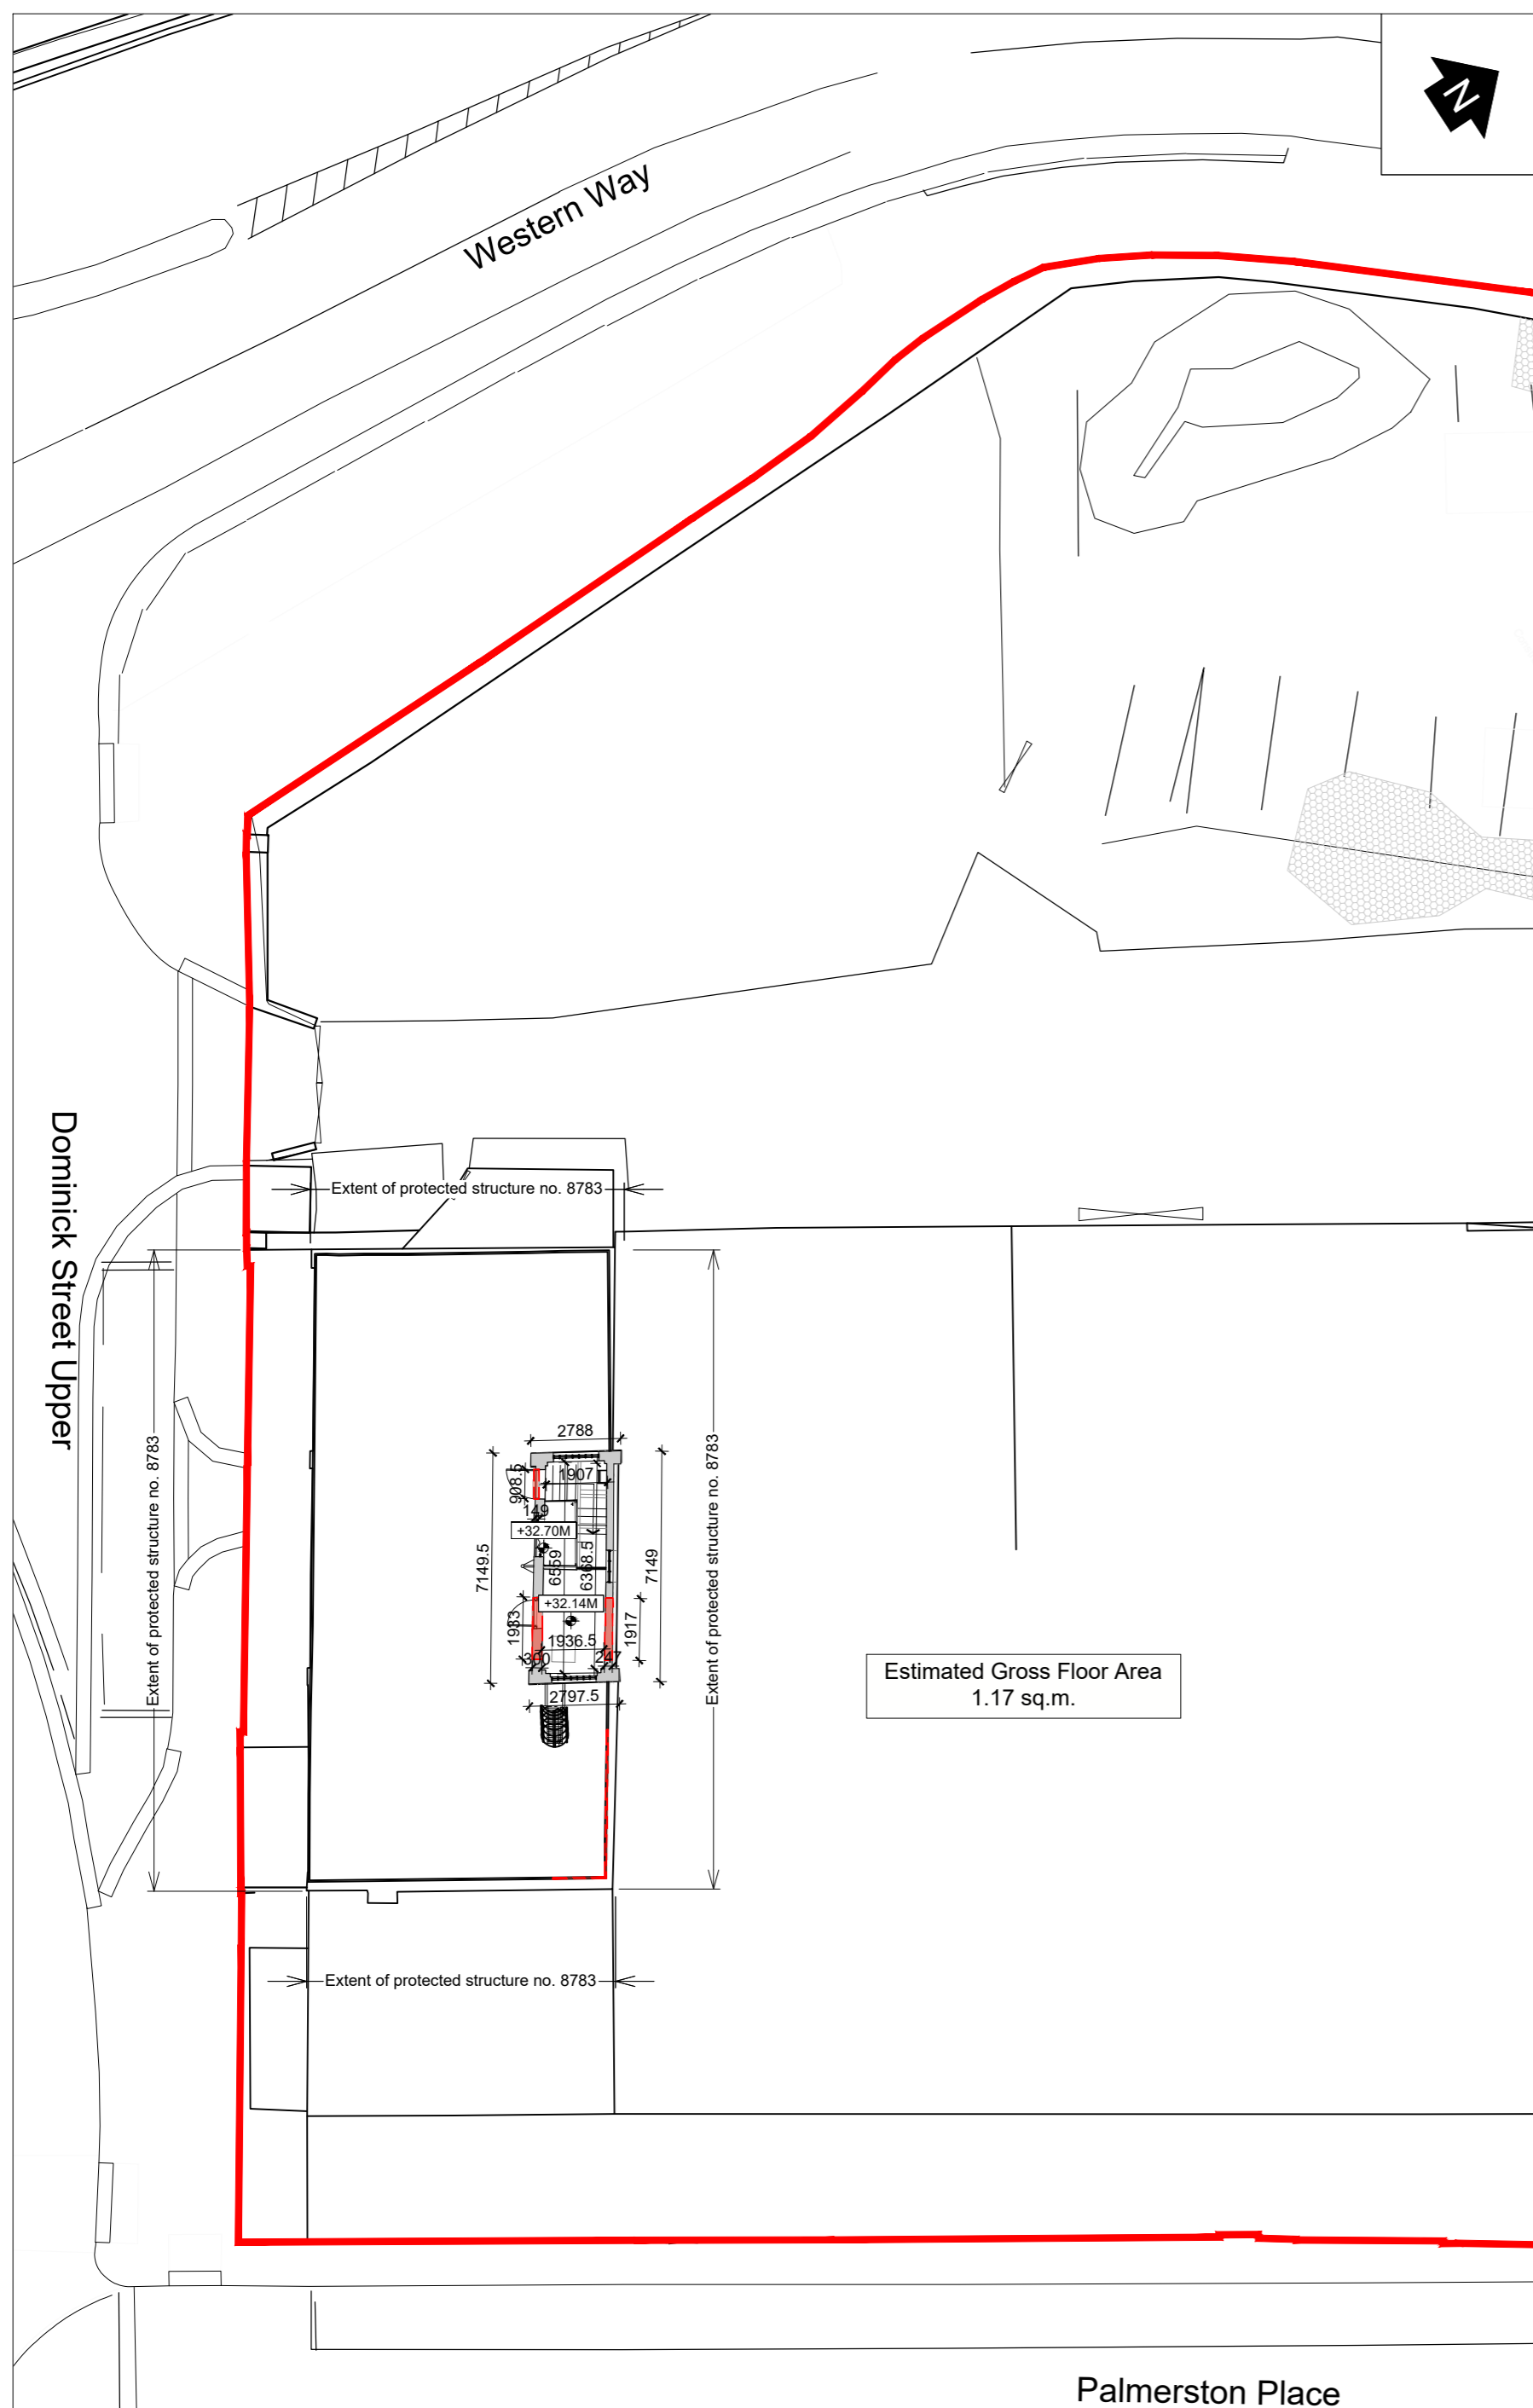 N
Western Way
Dominick Street Upper
Extent of protected structure no. 8783
Extent of protected structure no. 8783
Extent of protected structure no. 8783
2788
908.5
1907
149
+32.70M
7149.5
6559
6368.5
7149
+32.14M
1933
1936.5
1917
300
247
2797.5
Estimated Gross Floor Area
1.17 sq.m.
Extent of protected structure no. 8783
Palmerston Place